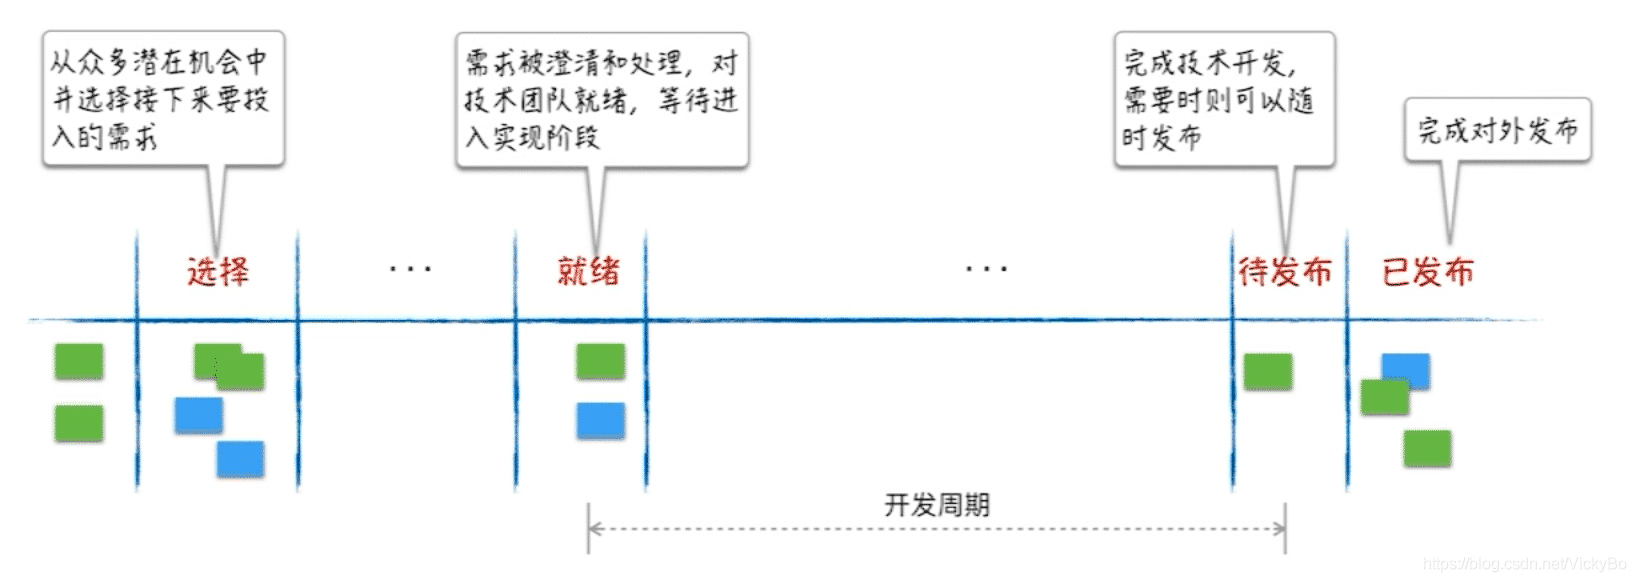 从众多潜在机会中
并选择接下来要投
入的需求
需求被澄清和处理，对
技术团队就绪，等待进
入实现阶段
完成技术开发，
需要时则可以随
时发布
完成对外发布
选择
...
就绪
...
待发布
已发布
开发周期
https://blog.csdn.net/VickyBo